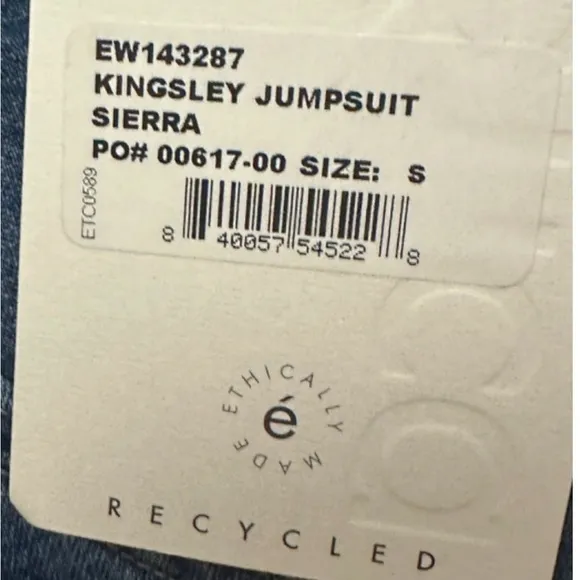 EW143287
KINGSLEY JUMPSUIT
SIERRA
PO# 00617-00 SIZE: S
ETC0589
8 40057 54522 8
ETHICALLY MADE
é
RECYCLED